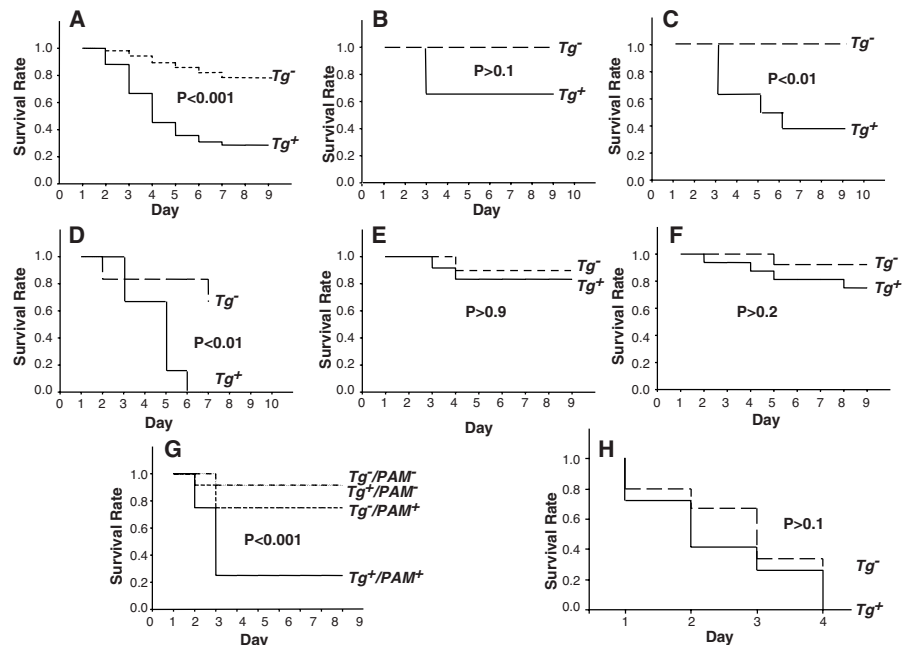 A
Survival Rate
1.0
0.8
0.6
0.4
0.2
0.0
Tg-
P<0.001
Tg+
0 1 2 3 4 5 6 7 8 9
Day
B
Survival Rate
1.0
0.8
0.6
0.4
0.2
0.0
Tg-
P>0.1
Tg+
0 1 2 3 4 5 6 7 8 9 10
Day
C
Survival Rate
1.0
0.8
0.6
0.4
0.2
0.0
Tg-
P<0.01
Tg+
0 1 2 3 4 5 6 7 8 9 10
Day
D
Survival Rate
1.0
0.8
0.6
0.4
0.2
0.0
Tg-
P<0.01
Tg+
0 1 2 3 4 5 6 7 8 9 10
Day
E
Survival Rate
1.0
0.8
0.6
0.4
0.2
0.0
Tg-
Tg+
P>0.9
0 1 2 3 4 5 6 7 8 9
Day
F
Survival Rate
1.0
0.8
0.6
0.4
0.2
0.0
Tg-
Tg+
P>0.2
0 1 2 3 4 5 6 7 8 9
Day
G
Survival Rate
1.0
0.8
0.6
0.4
0.2
0.0
Tg-/PAM-
Tg+/PAM-
Tg-/PAM+
P<0.001
Tg+/PAM+
0 1 2 3 4 5 6 7 8 9
Day
H
Survival Rate
1.0
0.8
0.6
0.4
0.2
0.0
P>0.1
Tg-
Tg+
1 2 3 4
Day